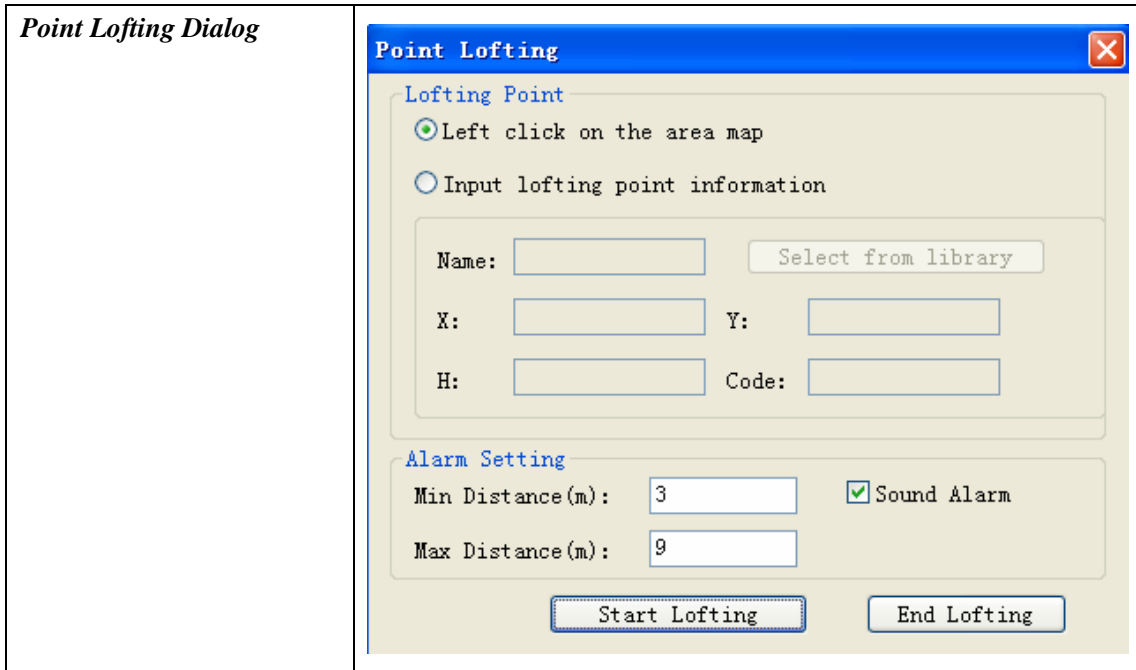 Point Lofting Dialog
Point Lofting
Lofting Point
Left click on the area map
Input lofting point information
Name: Select from library
X: Y:
H: Code:
Alarm Setting
Min Distance(m): 3 Sound Alarm
Max Distance(m): 9
Start Lofting End Lofting